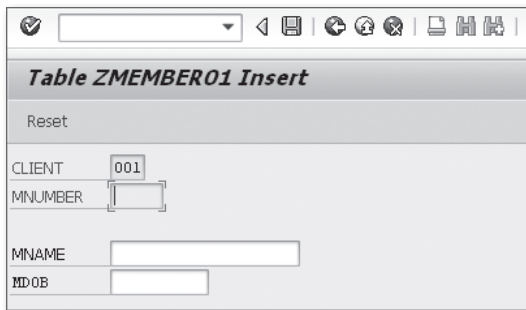 Table ZMEMBER01 Insert
Reset
CLIENT 001
MNUMBER
MNAME
MDOB